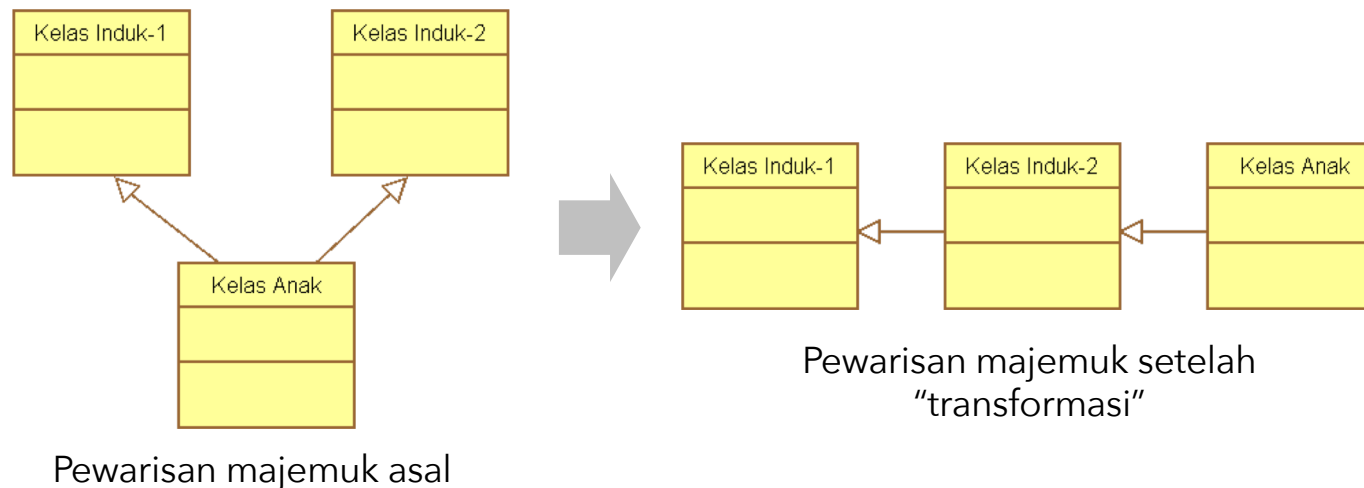 Kelas Induk-1
Kelas Induk-2
Kelas Anak
Pewarisan majemuk asal
Kelas Induk-1
Kelas Induk-2
Kelas Anak
Pewarisan majemuk setelah
“transformasi”